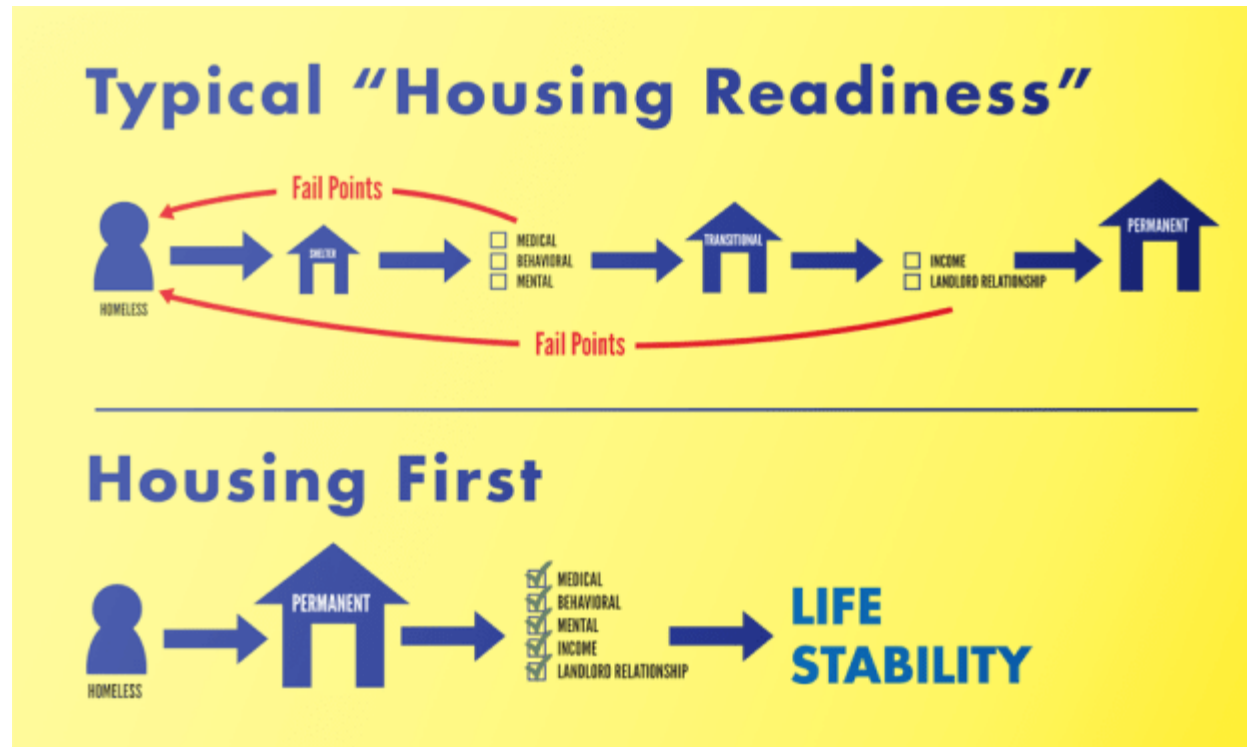 Typical “Housing Readiness”
Fail Points
HOMELESS
SHELTER
MEDICAL
BEHAVIORAL
MENTAL
TRANSITIONAL
INCOME
LANDLORD RELATIONSHIP
PERMANENT
Fail Points
Housing First
HOMELESS
PERMANENT
MEDICAL
BEHAVIORAL
MENTAL
INCOME
LANDLORD RELATIONSHIP
LIFE
STABILITY